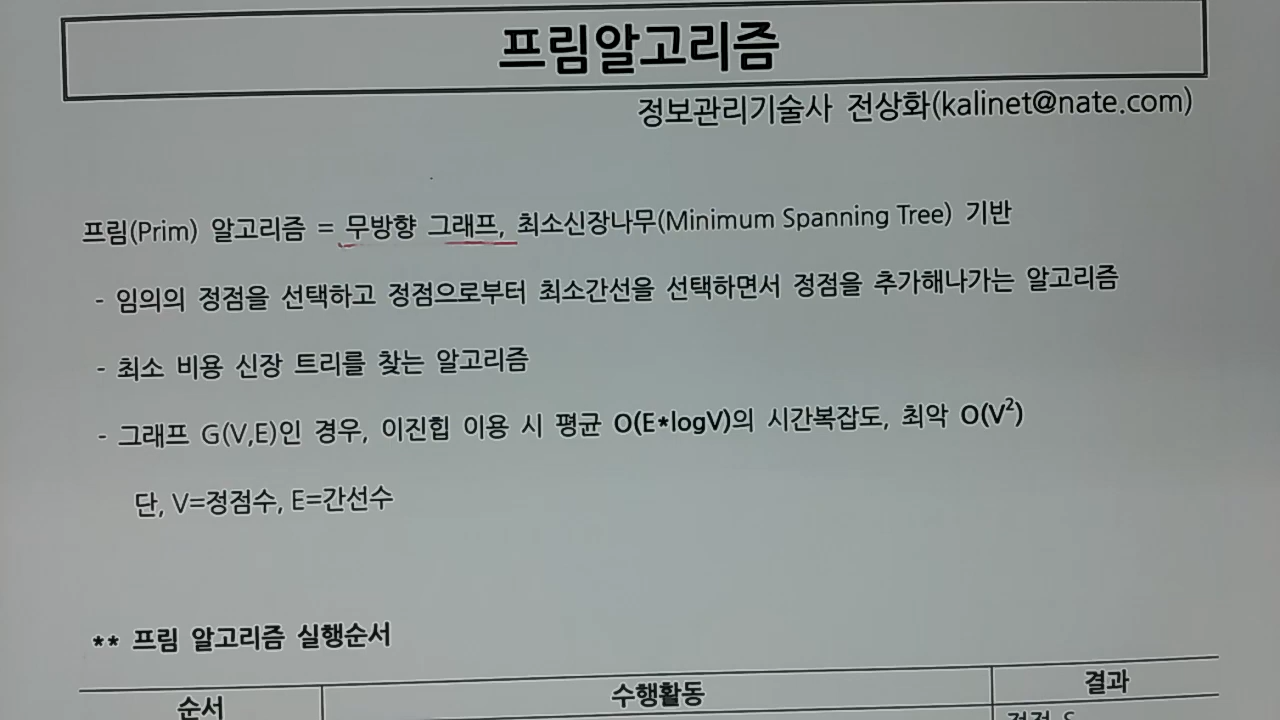 프림알고리즘
정보관리기술사 전상화(kalinet@nate.com)
프림(Prim) 알고리즘 = 무방향 그래프, 최소신장나무(Minimum Spanning Tree) 기반
- 임의의 정점을 선택하고 정점으로부터 최소간선을 선택하면서 정점을 추가해나가는 알고리즘
- 최소 비용 신장 트리를 찾는 알고리즘
- 그래프 G(V,E)인 경우, 이진힙 이용 시 평균 O(E*logV)의 시간복잡도, 최악 O(V²)
단, V=정점수, E=간선수
** 프림 알고리즘 실행순서
순서 수행활동 결과